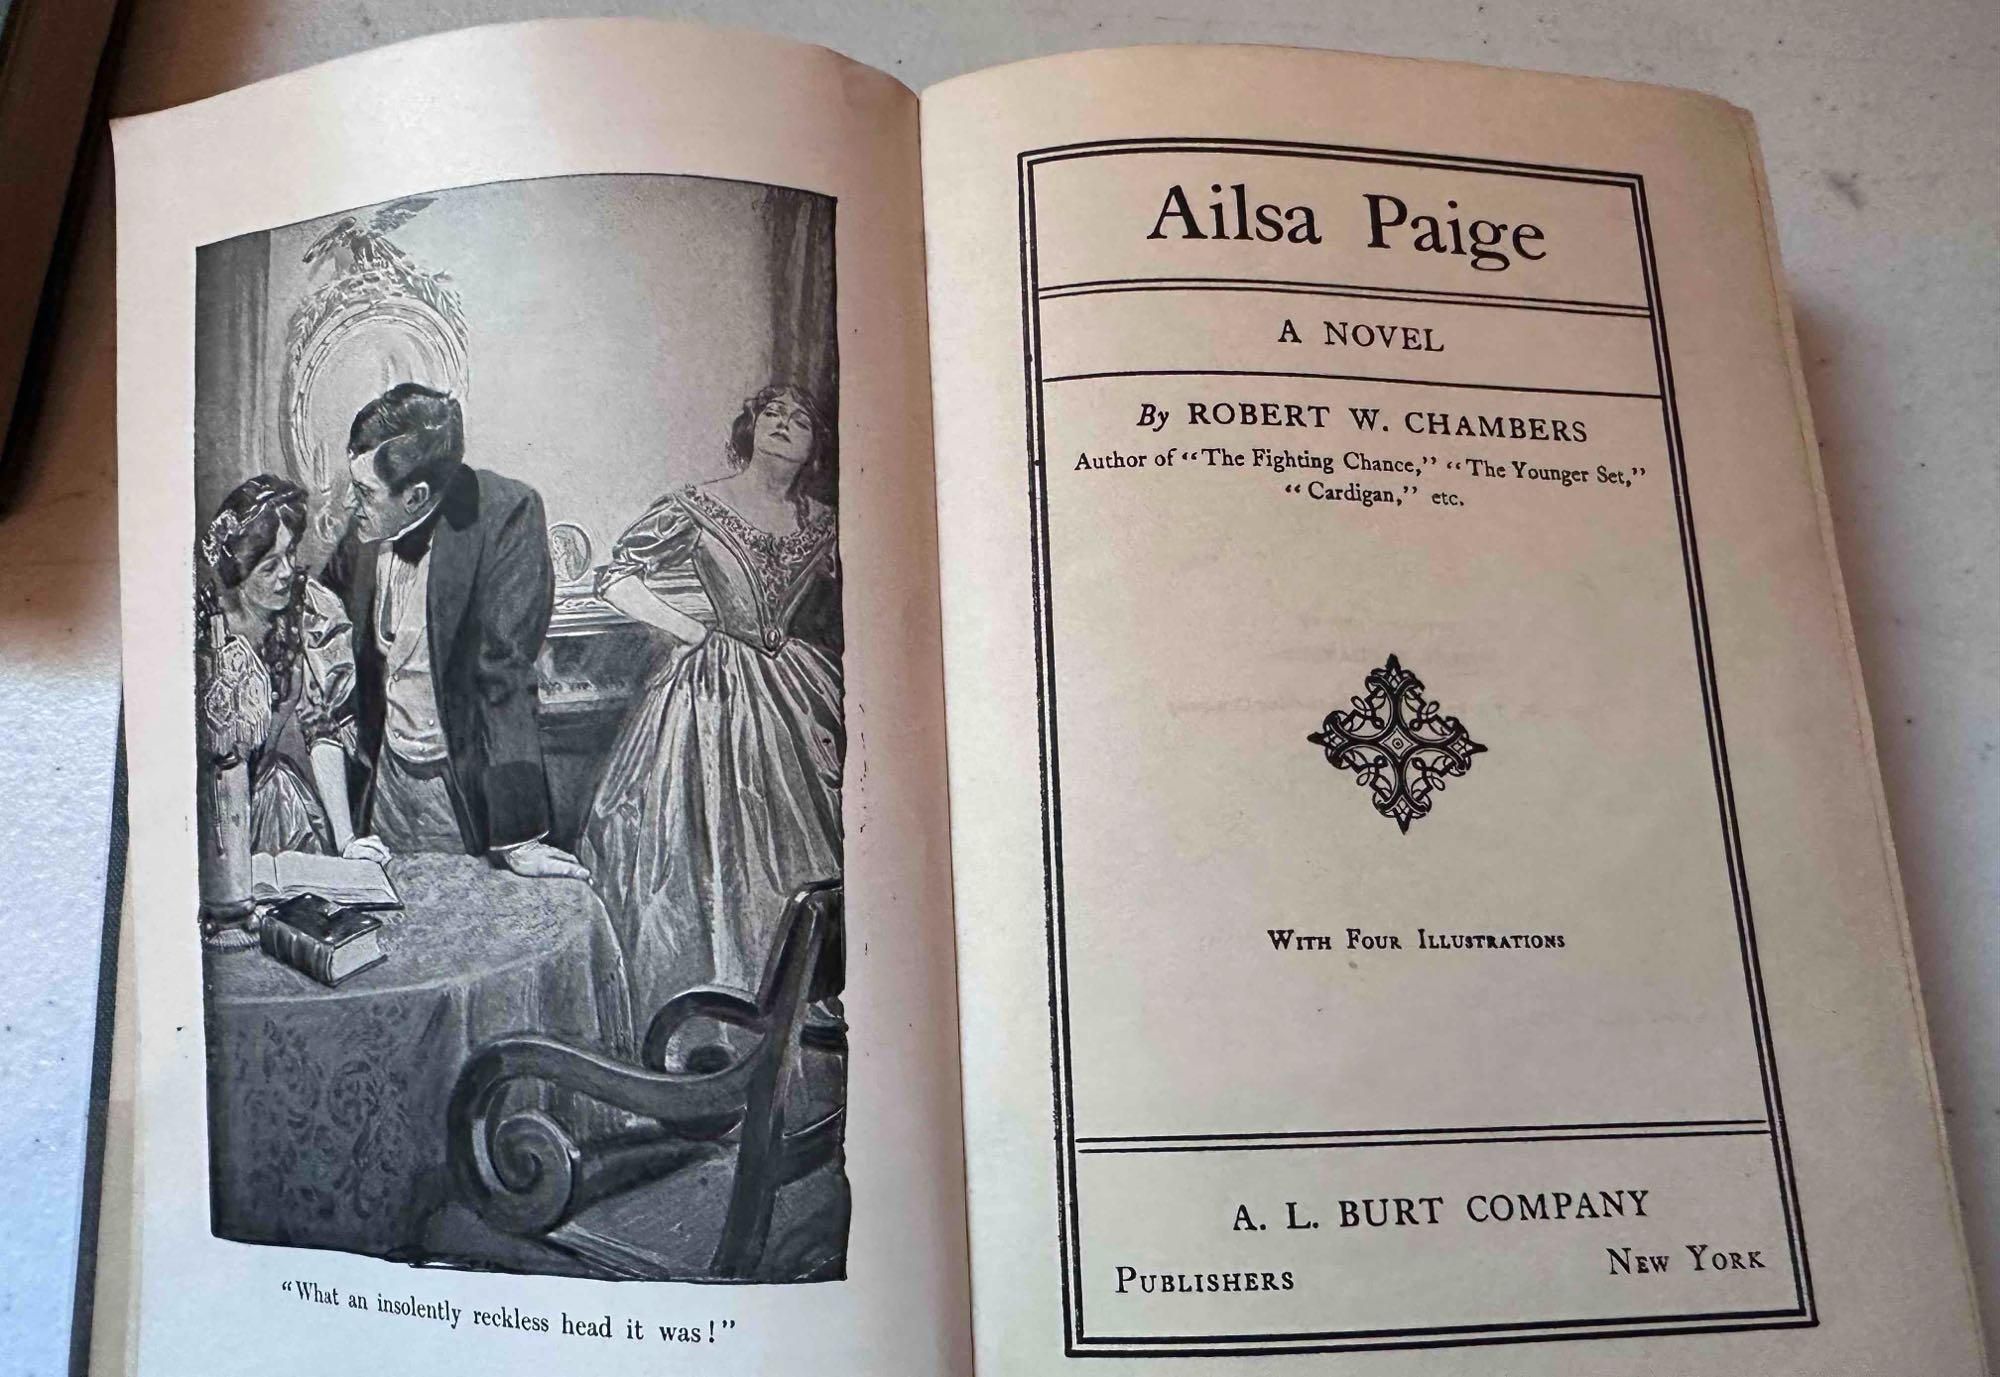 "What an insolently reckless head it was!"
Ailsa Paige
A NOVEL
By ROBERT W. CHAMBERS
Author of "The Fighting Chance," "The Younger Set,"
"Cardigan," etc.
WITH FOUR ILLUSTRATIONS
A. L. BURT COMPANY
PUBLISHERS NEW YORK